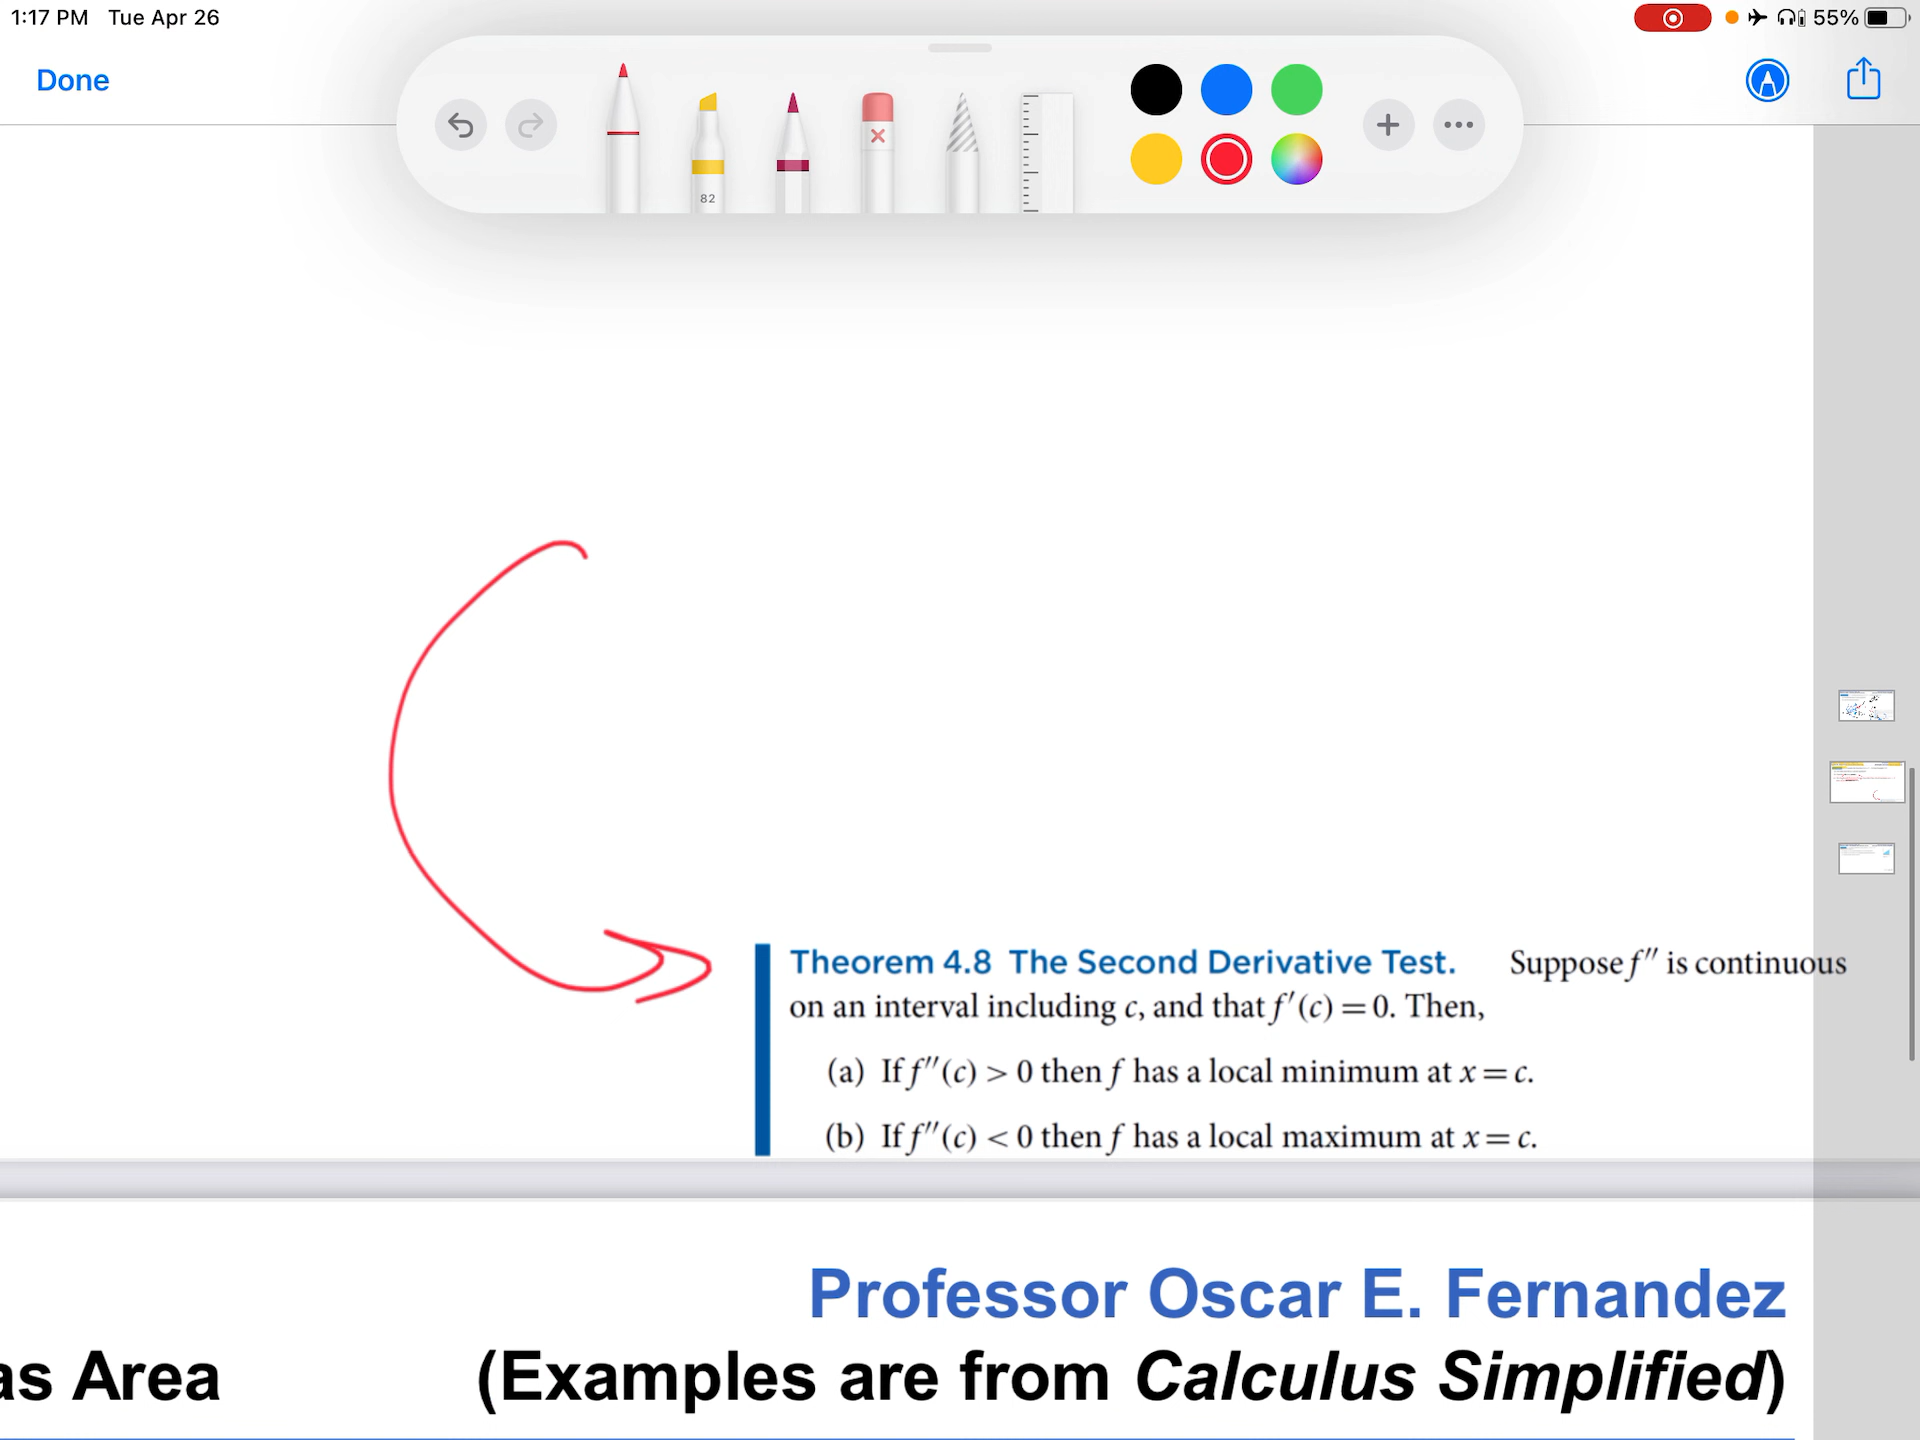 1:17 PM Tue Apr 26
55%
Done
82
Theorem 4.8 The Second Derivative Test. Suppose f″ is continuous
on an interval including c, and that f′(c) = 0. Then,
(a) If f″(c) > 0 then f has a local minimum at x = c.
(b) If f″(c) < 0 then f has a local maximum at x = c.
Professor Oscar E. Fernandez
as Area (Examples are from Calculus Simplified)